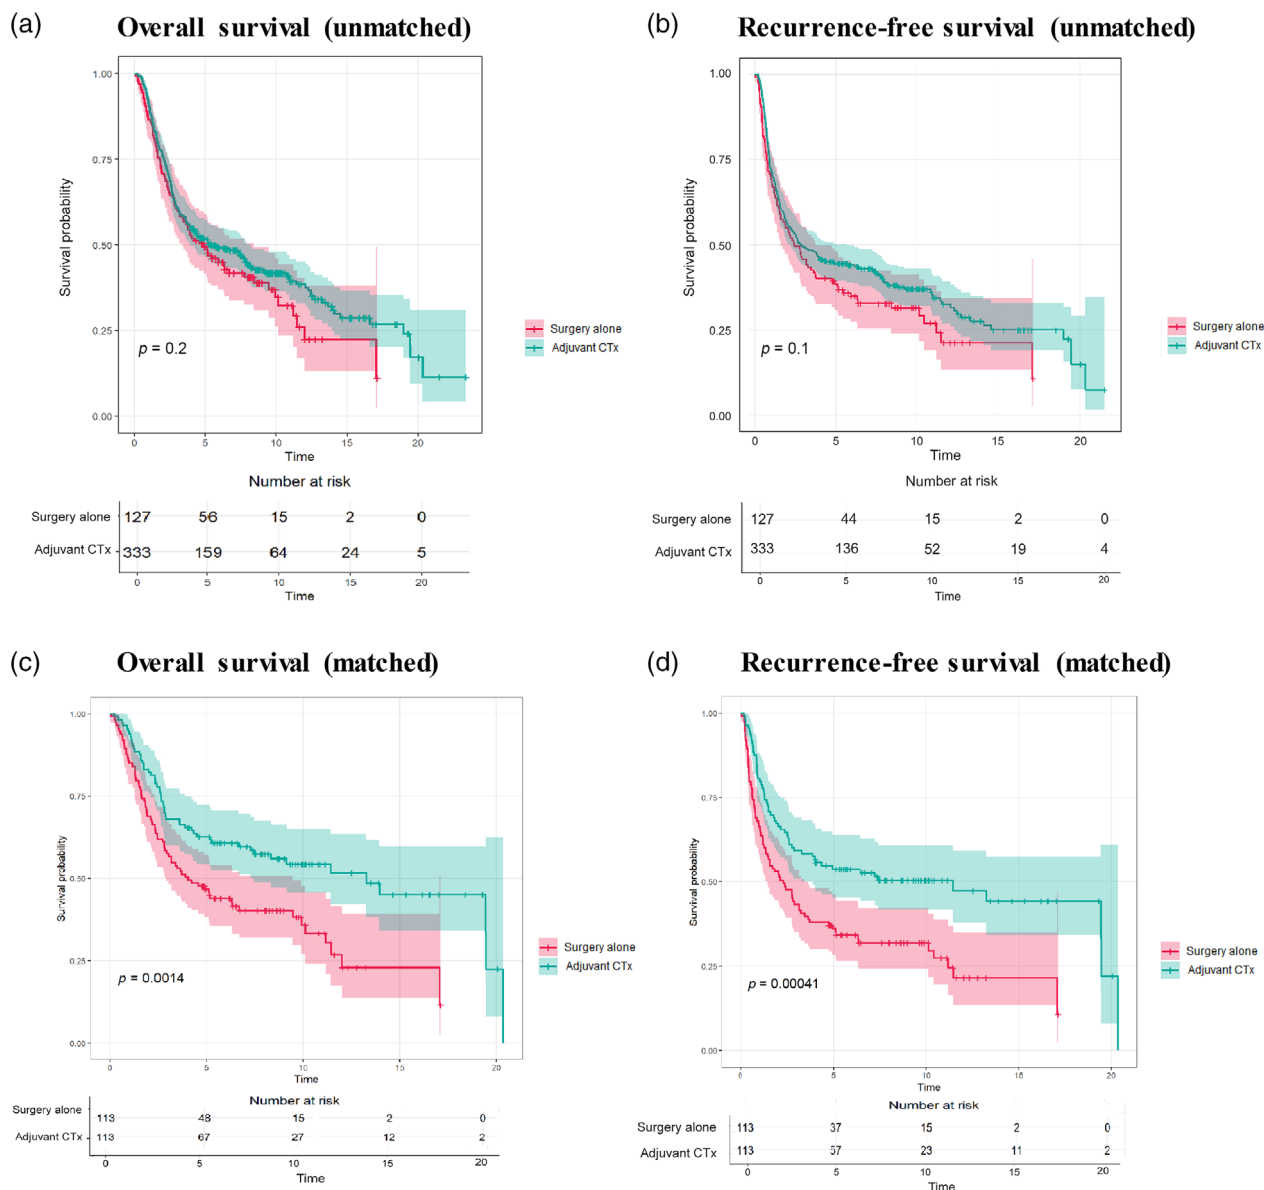 (a) Overall survival (unmatched)
1.00
0.75
0.50
0.25
0.00
Survival probability
p = 0.2
0 5 10 15 20
Time
Surgery alone
Adjuvant CTx
Number at risk
Surgery alone 127 56 15 2 0
Adjuvant CTx 333 159 64 24 5
0 5 10 15 20
Time
(b) Recurrence-free survival (unmatched)
1.00
0.75
0.50
0.25
0.00
Survival probability
p = 0.1
0 5 10 15 20
Time
Surgery alone
Adjuvant CTx
Number at risk
Surgery alone 127 44 15 2 0
Adjuvant CTx 333 136 52 19 4
0 5 10 15 20
Time
(c) Overall survival (matched)
1.00
0.75
0.50
0.25
0.00
Survival probability
p = 0.0014
0 5 10 15 20
Time
Surgery alone
Adjuvant CTx
Number at risk
Surgery alone 113 48 15 2 0
Adjuvant CTx 113 67 27 12 2
0 5 10 15 20
Time
(d) Recurrence-free survival (matched)
1.00
0.75
0.50
0.25
0.00
Survival probability
p = 0.00041
0 5 10 15 20
Time
Surgery alone
Adjuvant CTx
Number at risk
Surgery alone 113 37 15 2 0
Adjuvant CTx 113 57 23 11 2
0 5 10 15 20
Time